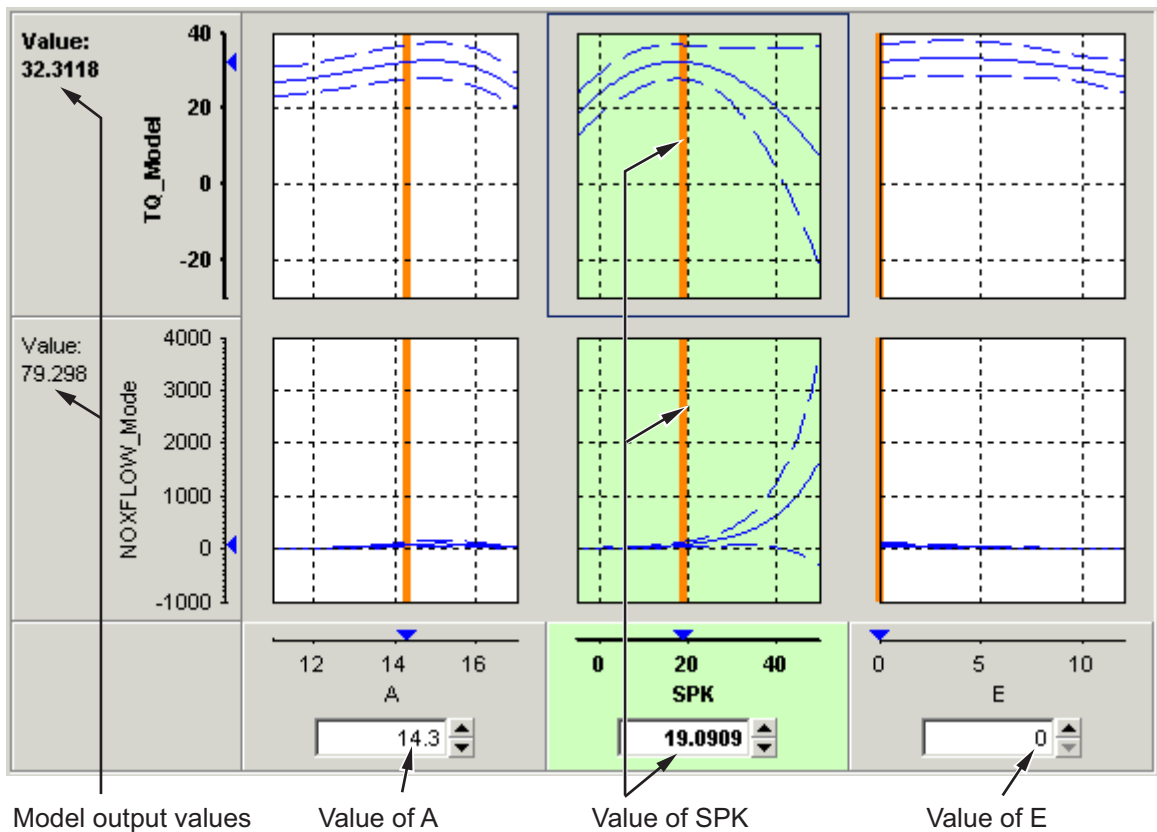 Value:
32.3118
TQ_Model
40
20
0
-20
Value:
79.298
NOXFLOW_Mode
4000
3000
2000
1000
0
-1000
12 14 16
A
14.3
0 20 40
SPK
19.0909
0 5 10
E
0
Model output values Value of A Value of SPK Value of E